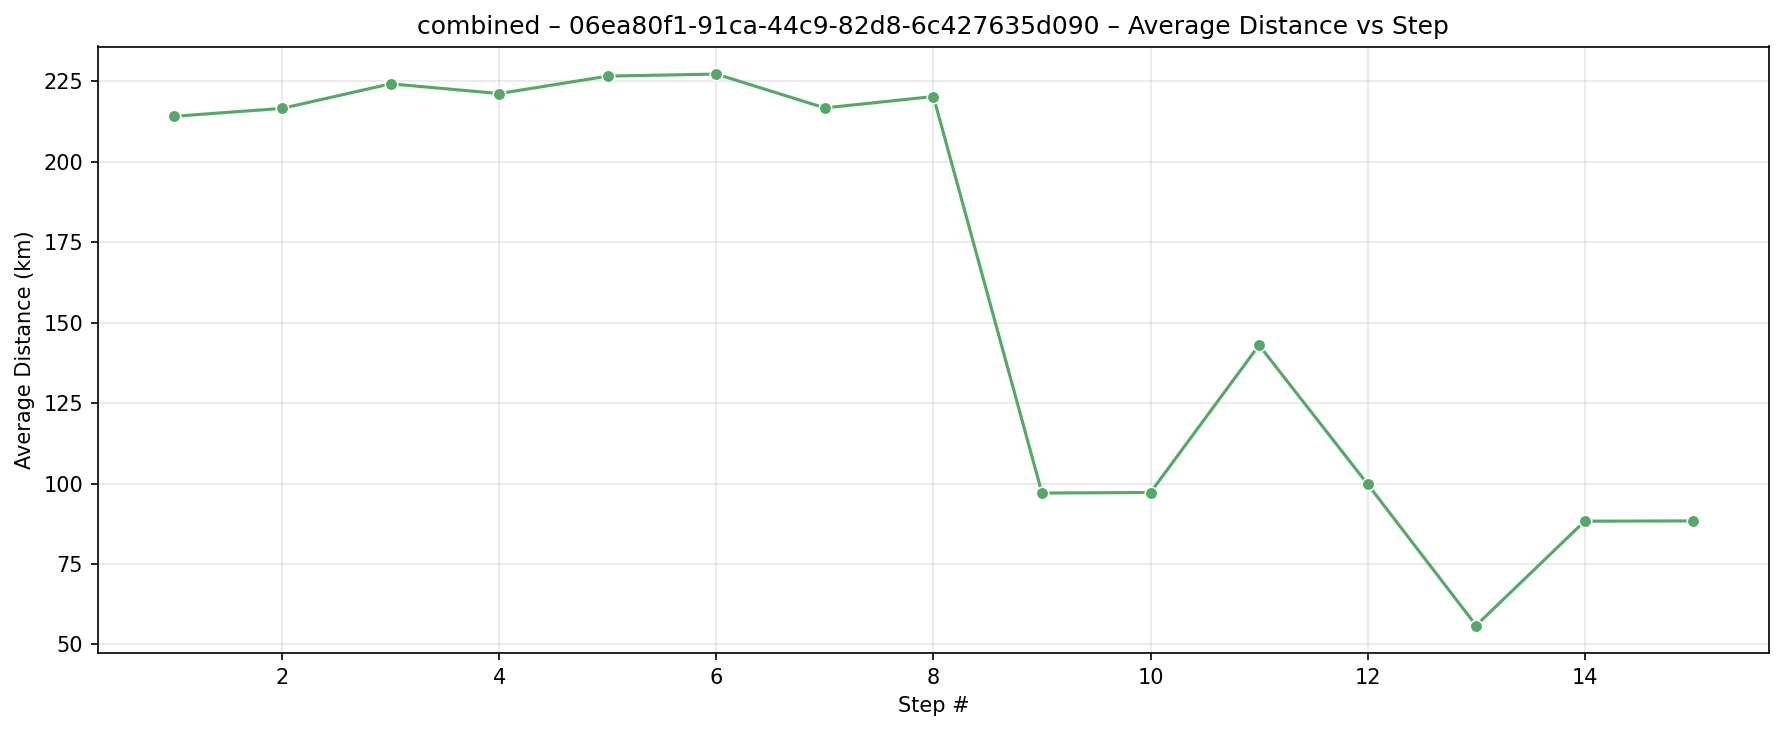 combined – 06ea80f1-91ca-44c9-82d8-6c427635d090 – Average Distance vs Step
Average Distance (km)
225
200
175
150
125
100
75
50
2 4 6 8 10 12 14
Step #